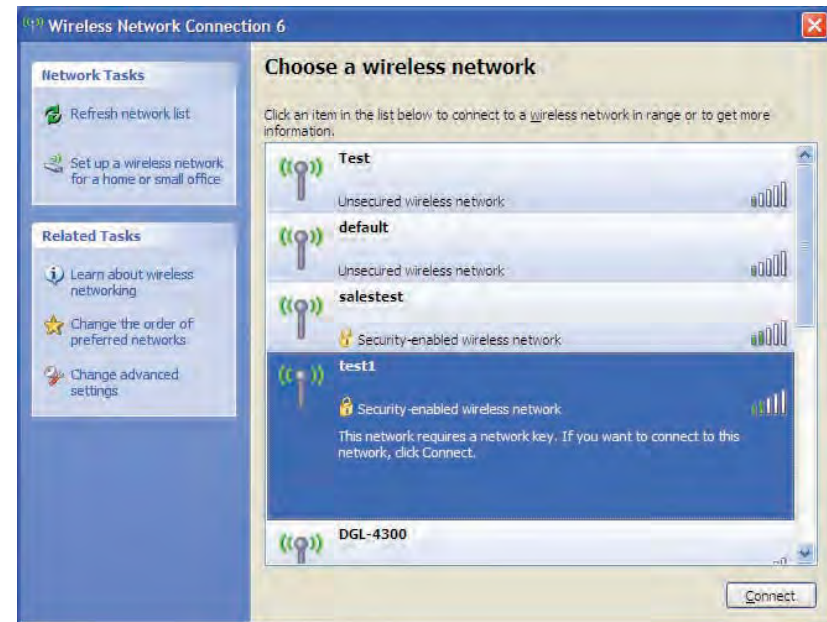 Wireless Network Connection 6
Network Tasks
Refresh network list
Set up a wireless network
for a home or small office
Related Tasks
Learn about wireless
networking
Change the order of
preferred networks
Change advanced
settings
Choose a wireless network
Click an item in the list below to connect to a wireless network in range or to get more
information.
Test
Unsecured wireless network
default
Unsecured wireless network
salestest
Security-enabled wireless network
test1
Security-enabled wireless network
This network requires a network key. If you want to connect to this
network, click Connect.
DGL-4300
Connect